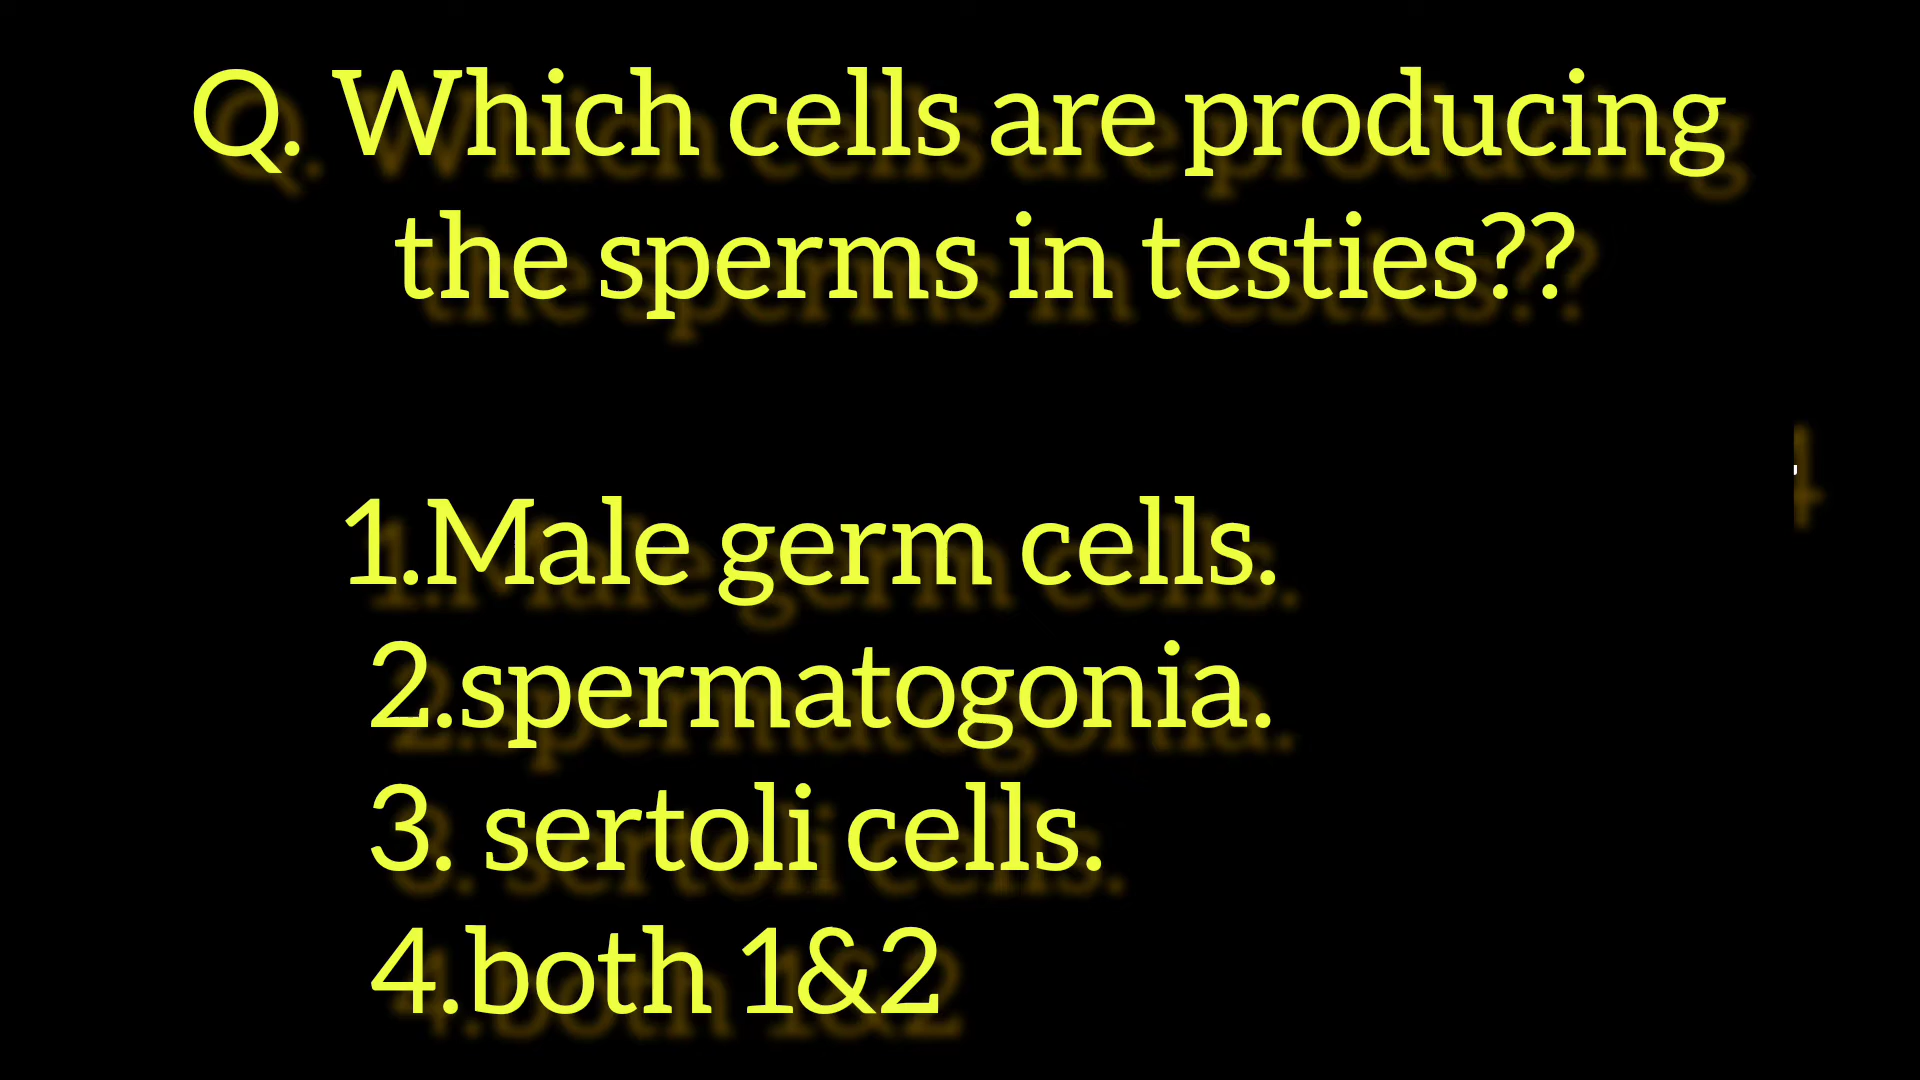 Q. Which cells are producing
the sperms in testies??
1.Male germ cells.
2.spermatogonia.
3. sertoli cells.
4.both 1&2